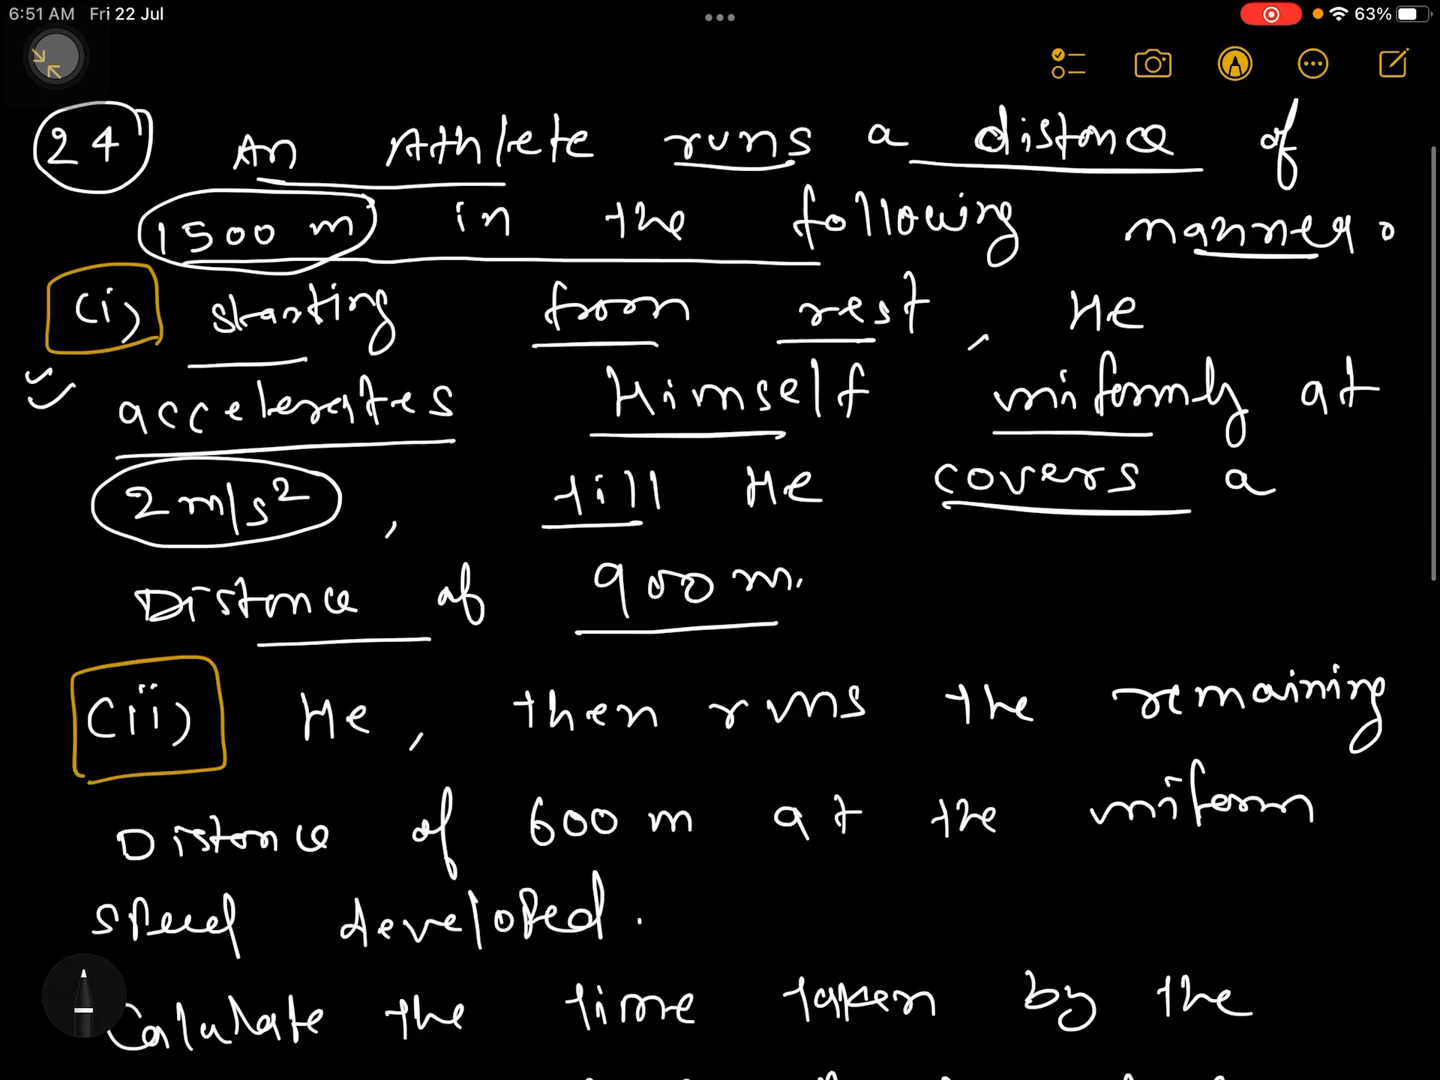 6:51 AM Fri 22 Jul
63%
24 An Athlete runs a distance of
1500 m in the following manner.
(i) starting from rest, He
accelerates Himself uniformly at
2 m/s², till He covers a
Distance of 900 m.
(ii) He, then runs the remaining
Distance of 600 m at the uniform
speed developed.
Calulate the time taken by the